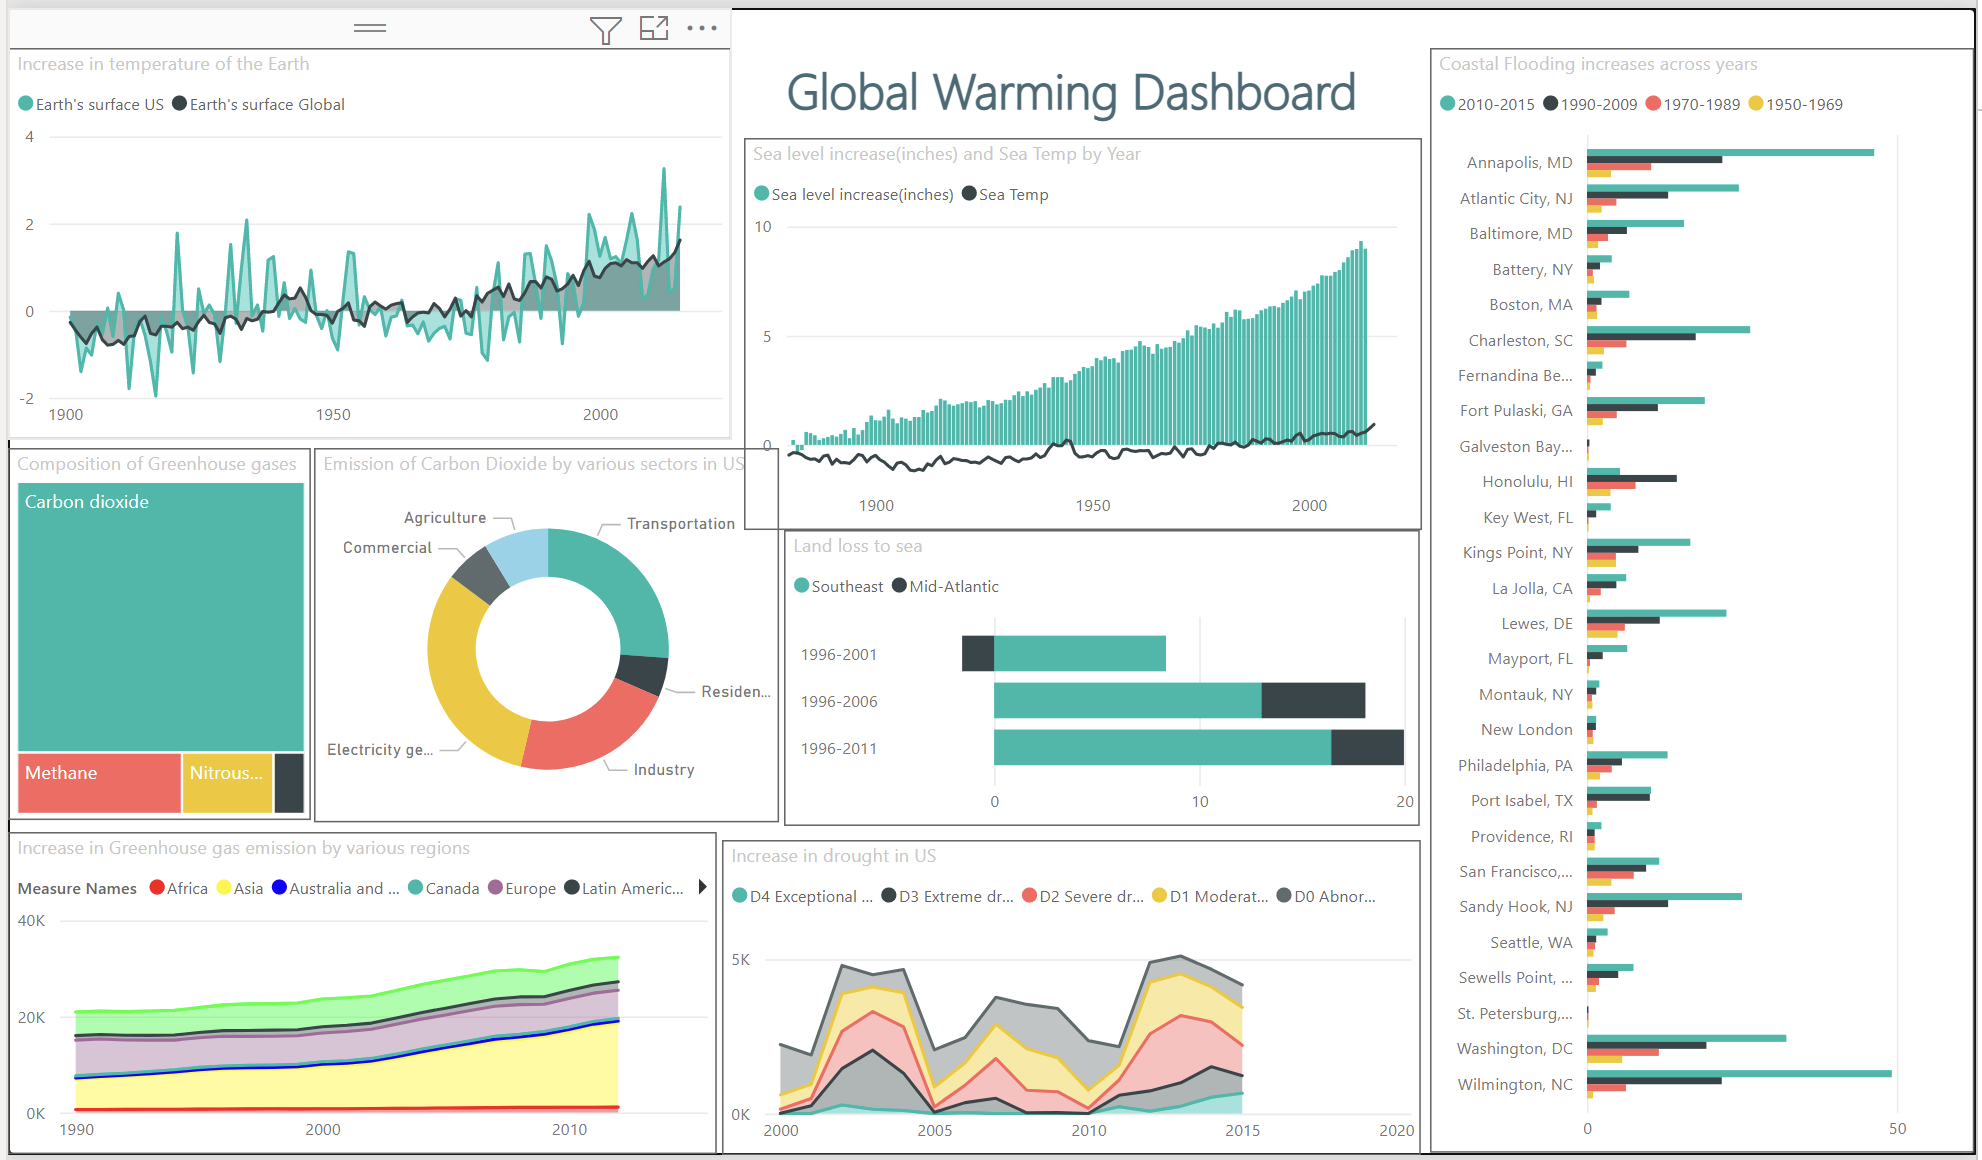 Increase in temperature of the Earth
Earth's surface US Earth's surface Global
4
2
0
-2
1900 1950 2000
Global Warming Dashboard
Sea level increase(inches) and Sea Temp by Year
Sea level increase(inches) Sea Temp
10
5
0
1900 1950 2000
Composition of Greenhouse gases
Carbon dioxide
Methane
Nitrous...
Emission of Carbon Dioxide by various sectors in US
Agriculture
Transportation
Commercial
Residen...
Electricity ge...
Industry
Land loss to sea
Southeast Mid-Atlantic
1996-2001
1996-2006
1996-2011
0 10 20
Increase in Greenhouse gas emission by various regions
Measure Names Africa Asia Australia and ... Canada Europe Latin Americ...
40K
20K
0K
1990 2000 2010
Increase in drought in US
D4 Exceptional ... D3 Extreme dr... D2 Severe dr... D1 Moderat... D0 Abnor...
5K
0K
2000 2005 2010 2015 2020
Coastal Flooding increases across years
2010-2015 1990-2009 1970-1989 1950-1969
Annapolis, MD
Atlantic City, NJ
Baltimore, MD
Battery, NY
Boston, MA
Charleston, SC
Fernandina Be...
Fort Pulaski, GA
Galveston Bay...
Honolulu, HI
Key West, FL
Kings Point, NY
La Jolla, CA
Lewes, DE
Mayport, FL
Montauk, NY
New London
Philadelphia, PA
Port Isabel, TX
Providence, RI
San Francisco,...
Sandy Hook, NJ
Seattle, WA
Sewells Point, ...
St. Petersburg,...
Washington, DC
Wilmington, NC
0 50